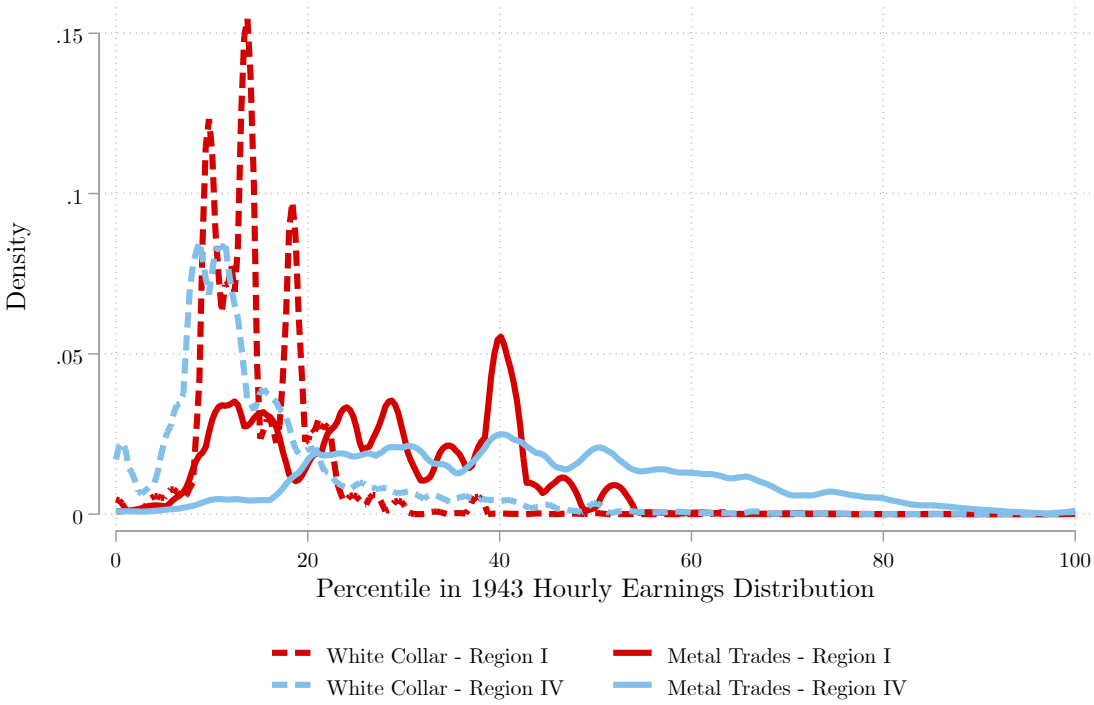 .15
.1
.05
0
Density
0 20 40 60 80 100
Percentile in 1943 Hourly Earnings Distribution
White Collar - Region I Metal Trades - Region I
White Collar - Region IV Metal Trades - Region IV